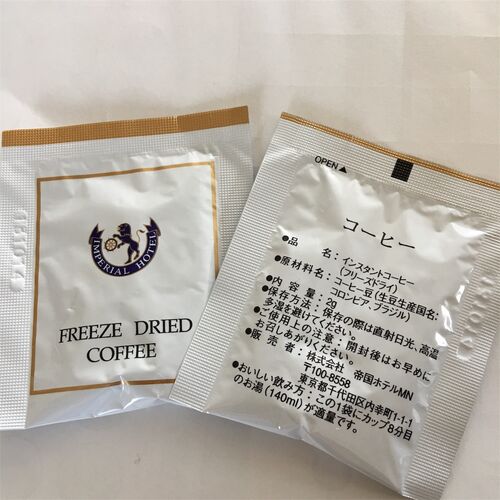 IMPERIAL HOTEL
FREEZE DRIED
COFFEE
OPEN▲
コーヒー
●品　　名：インスタントコーヒー
（フリーズドライ）
●原材料名：コーヒー豆（生豆生産国名：
コロンビア、ブラジル）
●内 容 量：2g
●保存方法：保存の際は直射日光、高温
多湿を避けてください。
●ご使用上の注意：開封後はお早めに
お召しあがりください。
●販 売 者：株式会社　帝国ホテルMN
〒100-8558
東京都千代田区内幸町1-1-1
●おいしい飲み方：この1袋にカップ8分目
のお湯（140ml）が適量です。